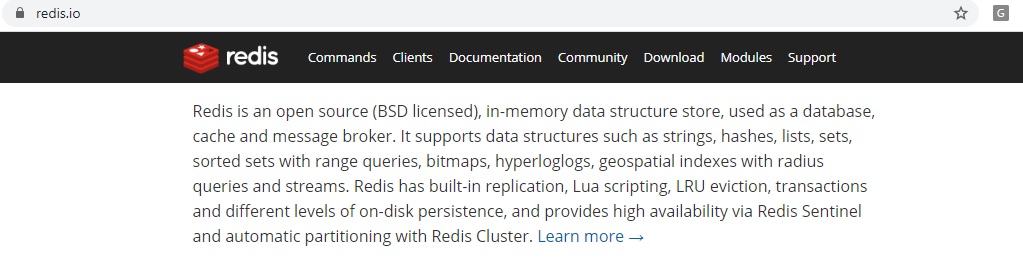 redis.io
G
redis Commands Clients Documentation Community Download Modules Support
Redis is an open source (BSD licensed), in-memory data structure store, used as a database,
cache and message broker. It supports data structures such as strings, hashes, lists, sets,
sorted sets with range queries, bitmaps, hyperloglogs, geospatial indexes with radius
queries and streams. Redis has built-in replication, Lua scripting, LRU eviction, transactions
and different levels of on-disk persistence, and provides high availability via Redis Sentinel
and automatic partitioning with Redis Cluster. Learn more →